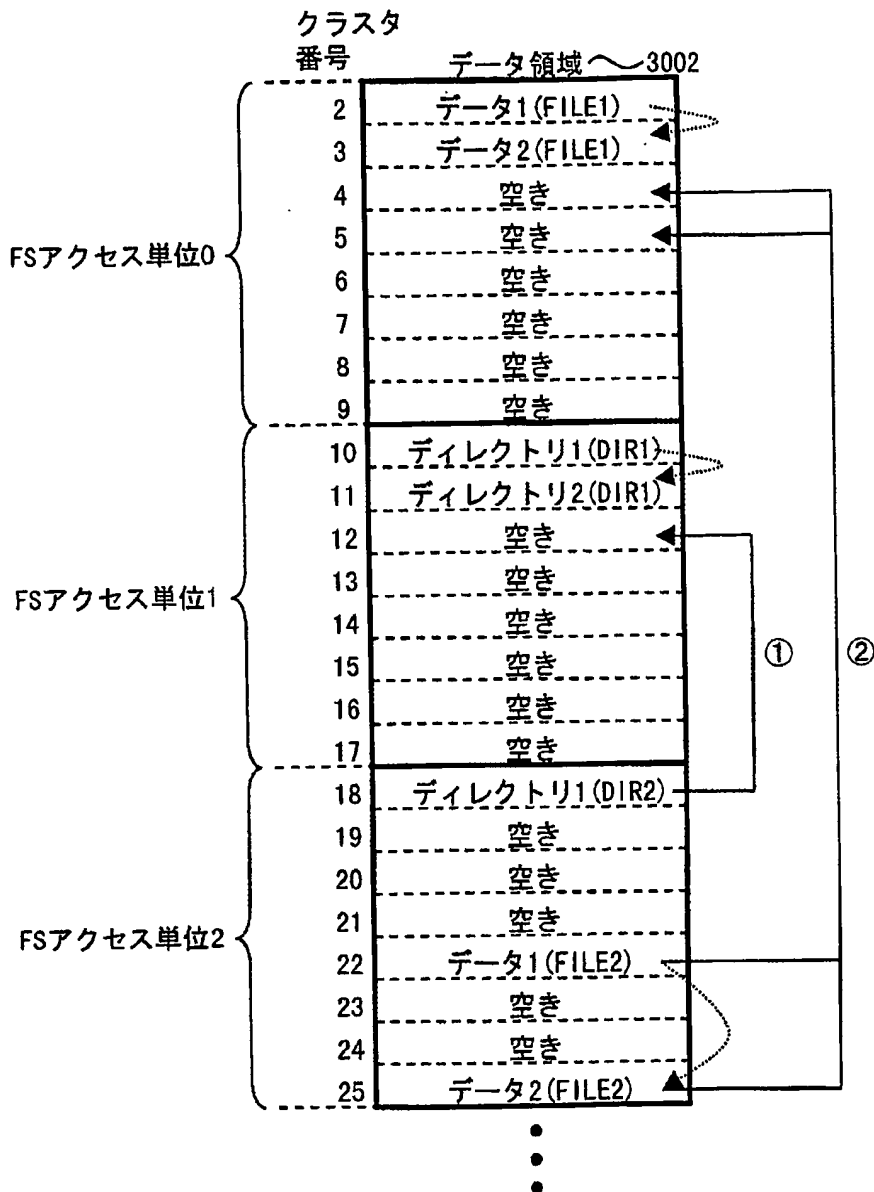 クラスタ
番号
データ領域 3002
2 データ1(FILE1)
3 データ2(FILE1)
4 空き
5 空き
FSアクセス単位0
6 空き
7 空き
8 空き
9 空き
10 ディレクトリ1(DIR1)
11 ディレクトリ2(DIR1)
12 空き
13 空き
FSアクセス単位1
14 空き
15 空き
① ②
16 空き
17 空き
18 ディレクトリ1(DIR2)
19 空き
20 空き
21 空き
FSアクセス単位2
22 データ1(FILE2)
23 空き
24 空き
25 データ2(FILE2)